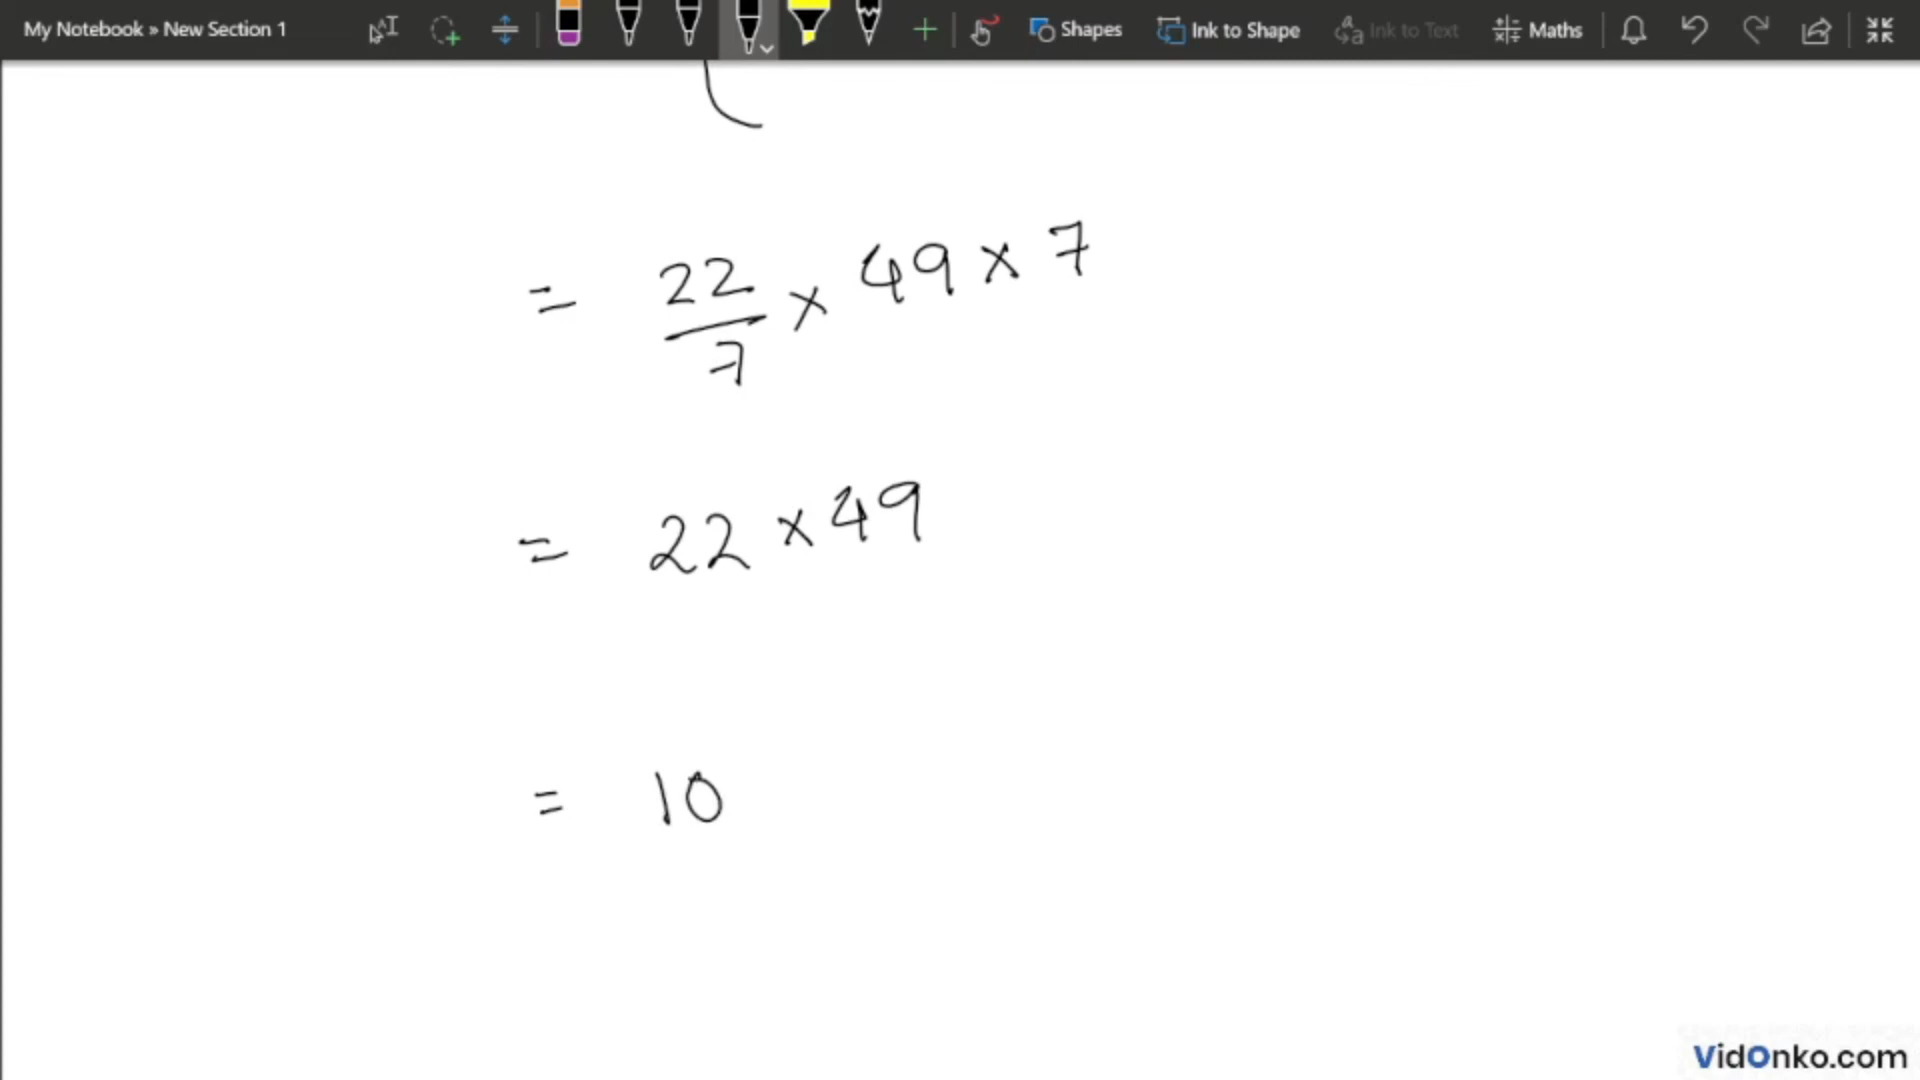 My Notebook » New Section 1 Shapes Ink to Shape Ink to Text Maths
= 22/7 × 49 × 7
= 22 × 49
= 10
VidOnko.com